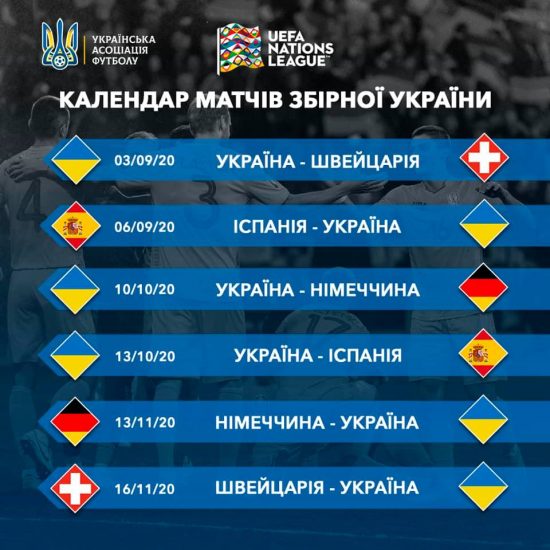 УКРАЇНСЬКА
АСОЦІАЦІЯ
ФУТБОЛУ
UEFA
NATIONS
LEAGUE™
КАЛЕНДАР МАТЧІВ ЗБІРНОЇ УКРАЇНИ
03/09/20 УКРАЇНА - ШВЕЙЦАРІЯ
06/09/20 ІСПАНІЯ - УКРАЇНА
10/10/20 УКРАЇНА - НІМЕЧЧИНА
13/10/20 УКРАЇНА - ІСПАНІЯ
13/11/20 НІМЕЧЧИНА - УКРАЇНА
16/11/20 ШВЕЙЦАРІЯ - УКРАЇНА